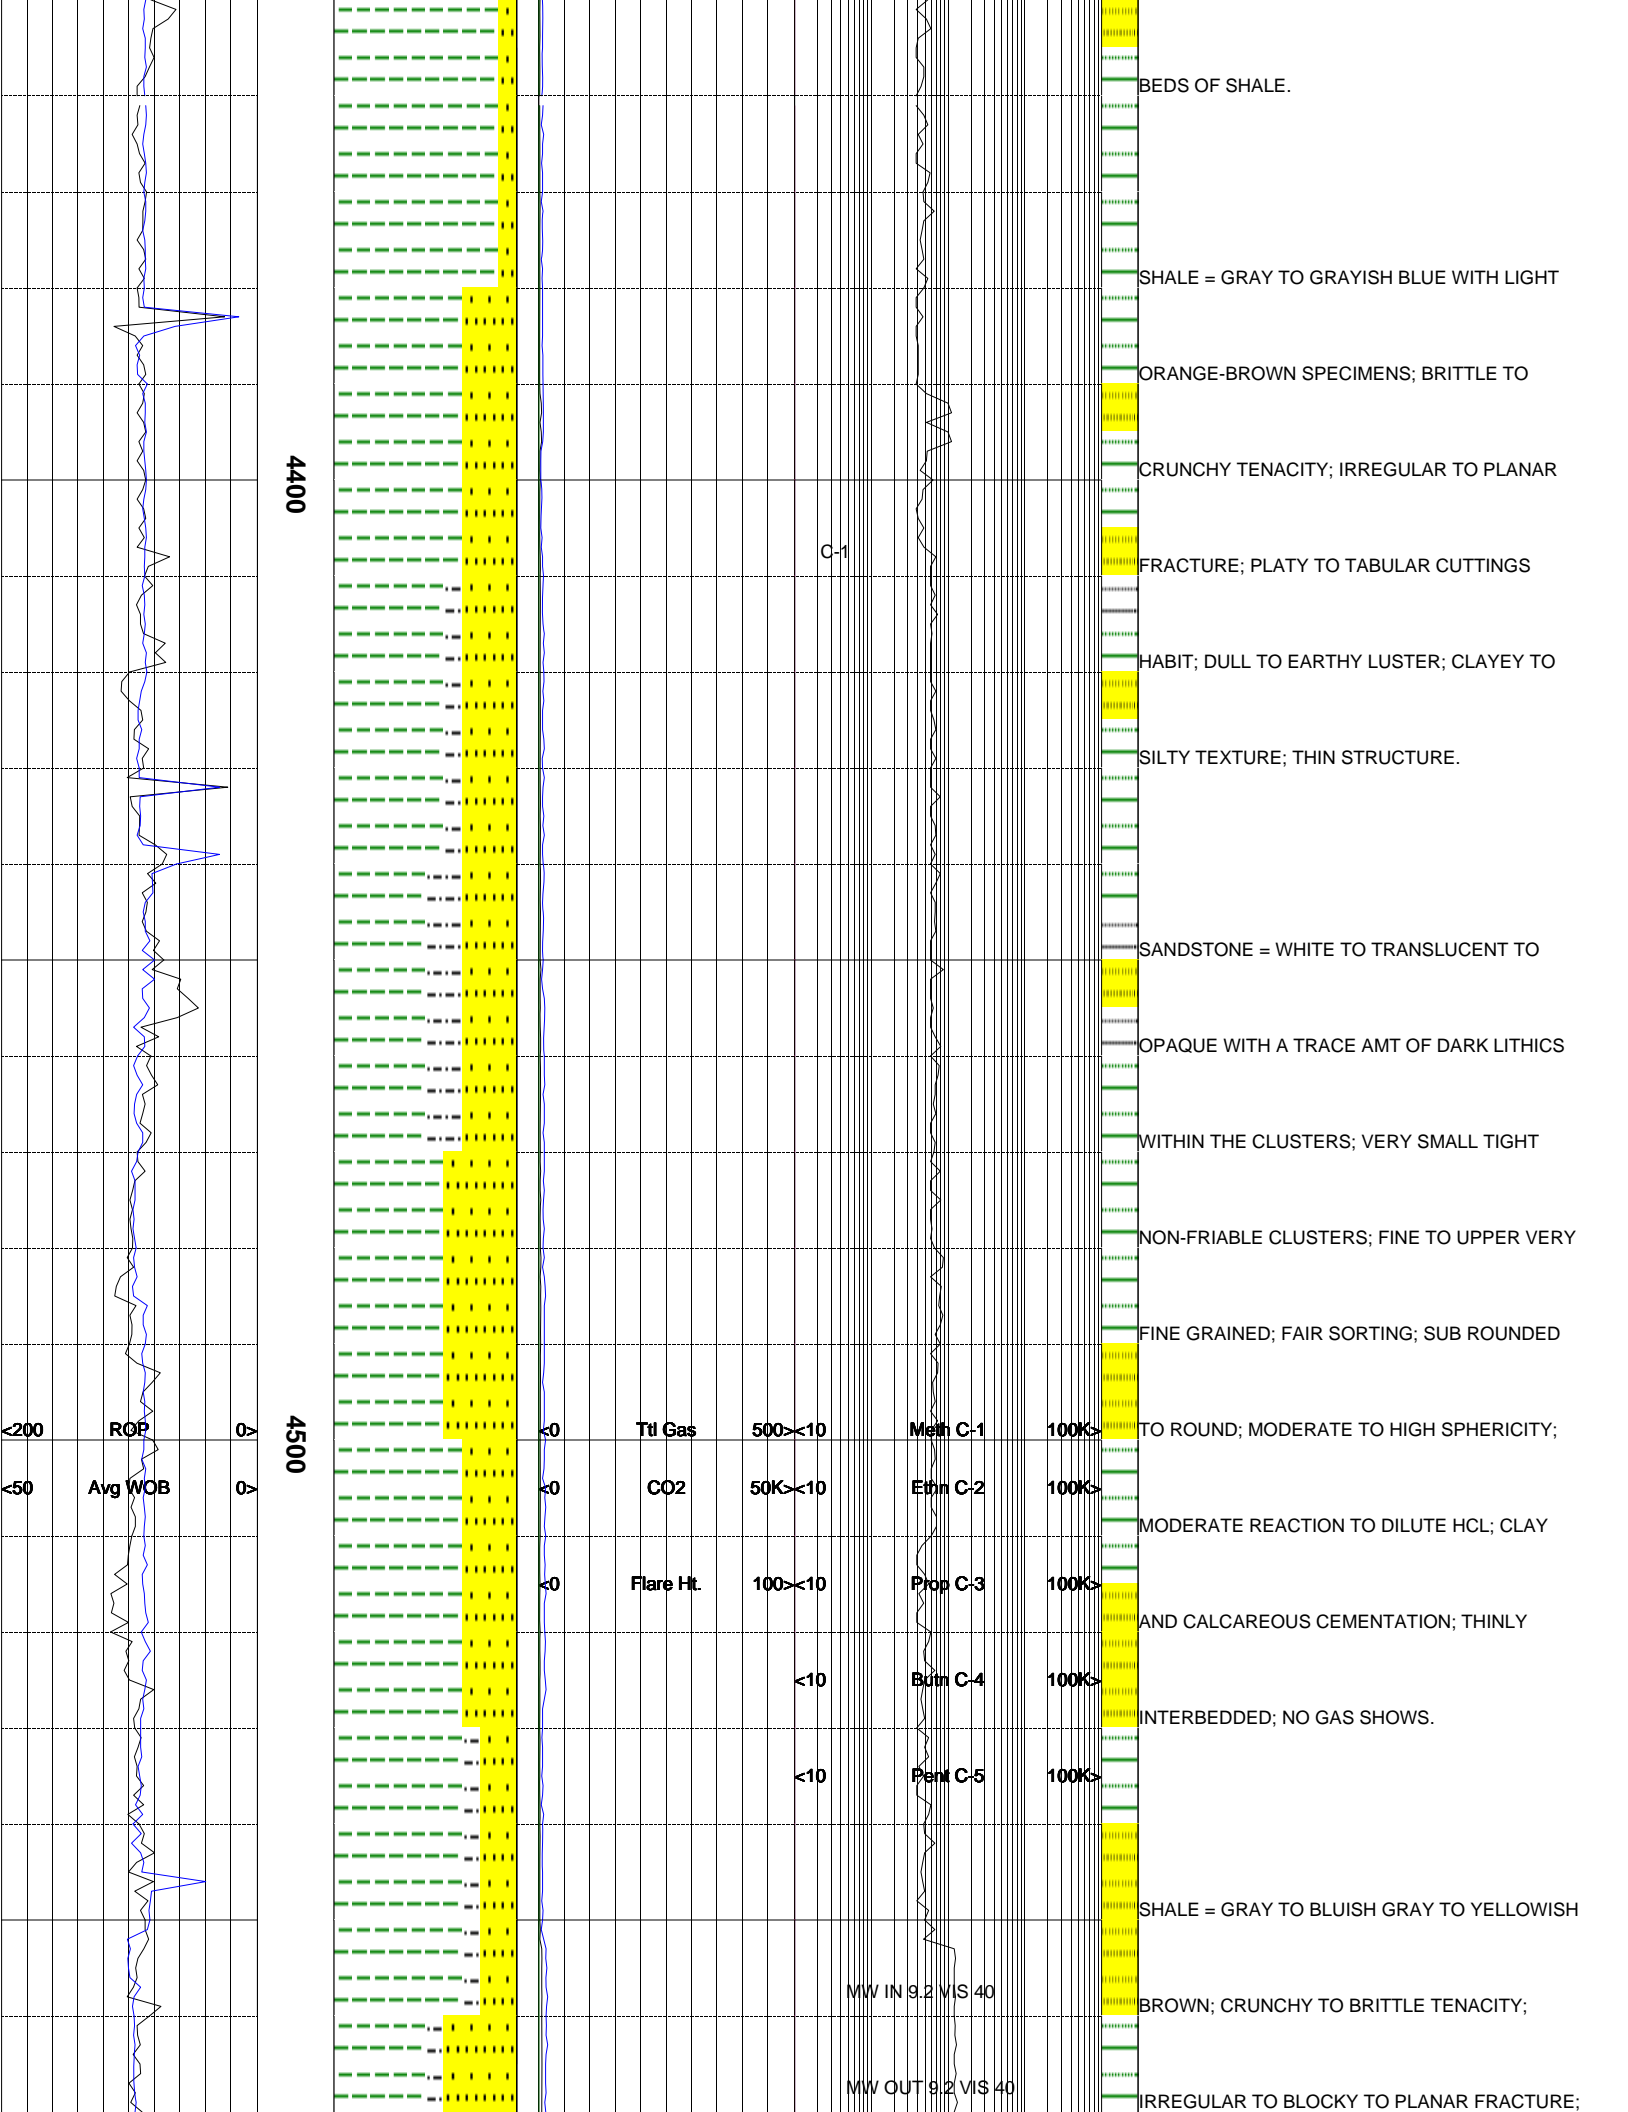 BEDS OF SHALE.
SHALE = GRAY TO GRAYISH BLUE WITH LIGHT
ORANGE-BROWN SPECIMENS; BRITTLE TO
4400
CRUNCHY TENACITY; IRREGULAR TO PLANAR
C-1
FRACTURE; PLATY TO TABULAR CUTTINGS
HABIT; DULL TO EARTHY LUSTER; CLAYEY TO
SILTY TEXTURE; THIN STRUCTURE.
SANDSTONE = WHITE TO TRANSLUCENT TO
OPAQUE WITH A TRACE AMT OF DARK LITHICS
WITHIN THE CLUSTERS; VERY SMALL TIGHT
NON-FRIABLE CLUSTERS; FINE TO UPPER VERY
FINE GRAINED; FAIR SORTING; SUB ROUNDED
<200 ROP 0> 4500 <0 Ttl Gas 500><10 Meth C-1 100K> TO ROUND; MODERATE TO HIGH SPHERICITY;
<50 Avg WOB 0> <0 CO2 50K><10 Ethn C-2 100K>
MODERATE REACTION TO DILUTE HCL; CLAY
<0 Flare Ht. 100><10 Prop C-3 100K>
AND CALCAREOUS CEMENTATION; THINLY
<10 Butn C-4 100K>
INTERBEDDED; NO GAS SHOWS.
<10 Pent C-5 100K>
SHALE = GRAY TO BLUISH GRAY TO YELLOWISH
MW IN 9.2 VIS 40
BROWN; CRUNCHY TO BRITTLE TENACITY;
MW OUT 9.2 VIS 40
IRREGULAR TO BLOCKY TO PLANAR FRACTURE;